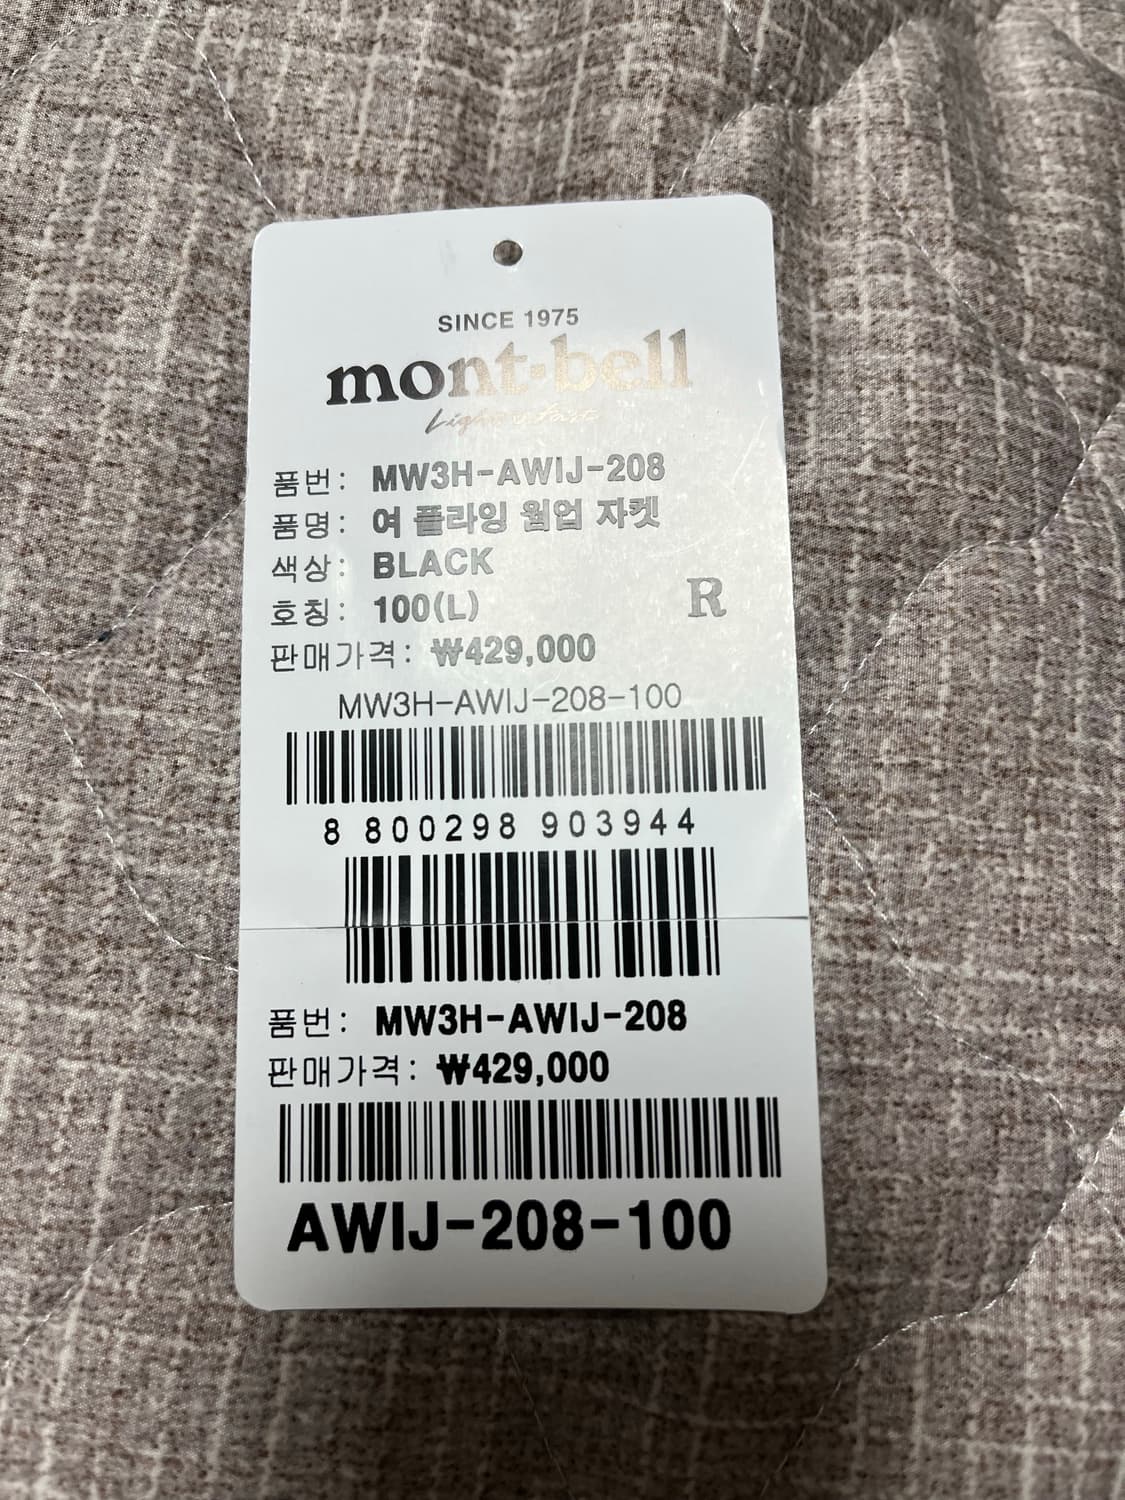 SINCE 1975
mont-bell
Light & Fast
품번: MW3H-AWIJ-208
품명: 여 플라잉 웜업 자켓
색상: BLACK
호칭: 100(L)
R
판매가격: ₩429,000
MW3H-AWIJ-208-100
8 800298 903944
품번: MW3H-AWIJ-208
판매가격: ₩429,000
AWIJ-208-100